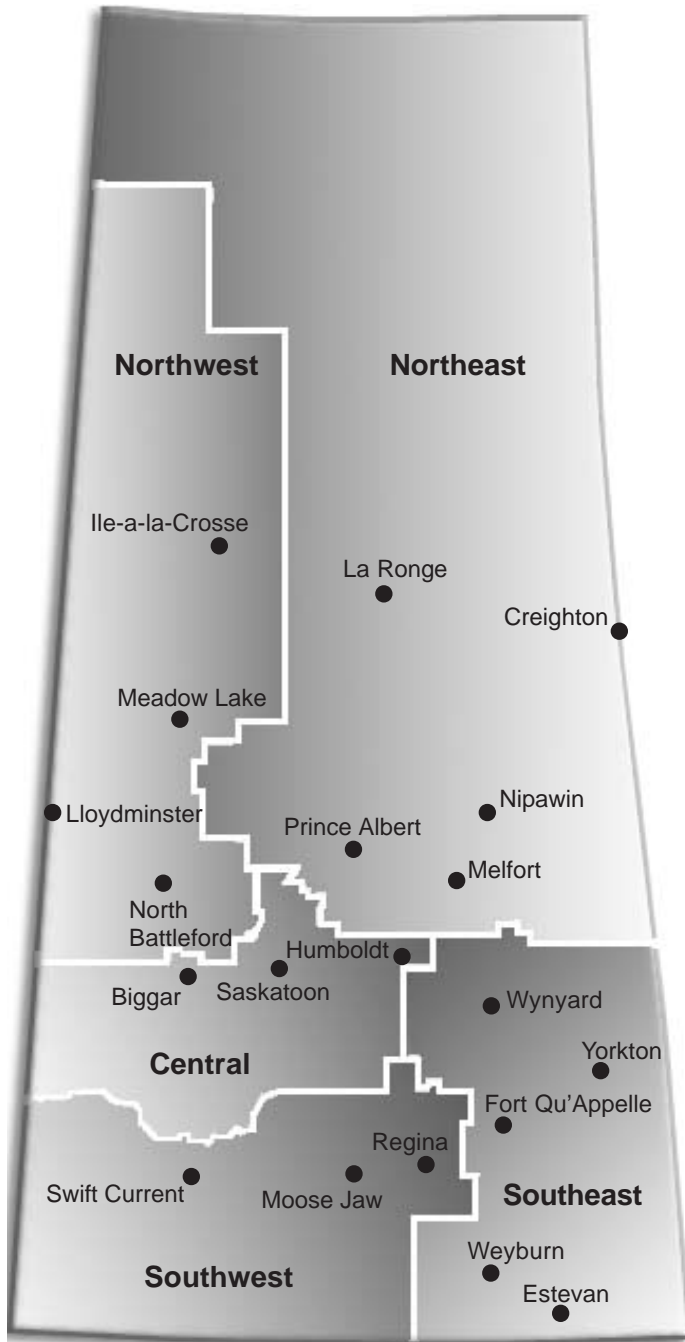 Northwest
Northeast
Ile-a-la-Crosse
La Ronge
Creighton
Meadow Lake
Lloydminster
Nipawin
Prince Albert
Melfort
North
Battleford
Humboldt
Saskatoon
Biggar
Wynyard
Central
Yorkton
Fort Qu’Appelle
Regina
Swift Current
Moose Jaw
Southeast
Weyburn
Southwest
Estevan